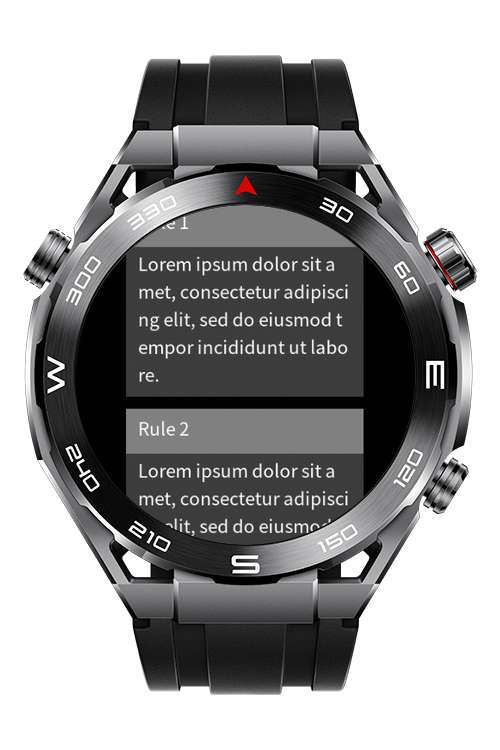 330
30
300
60
W
E
240
120
210
150
S
1
Lorem ipsum dolor sit a
met, consectetur adipisci
ng elit, sed do eiusmod t
empor incididunt ut labo
re.
Rule 2
Lorem ipsum dolor sit a
met, consectetur adipisci
elit, sed do eiusmod